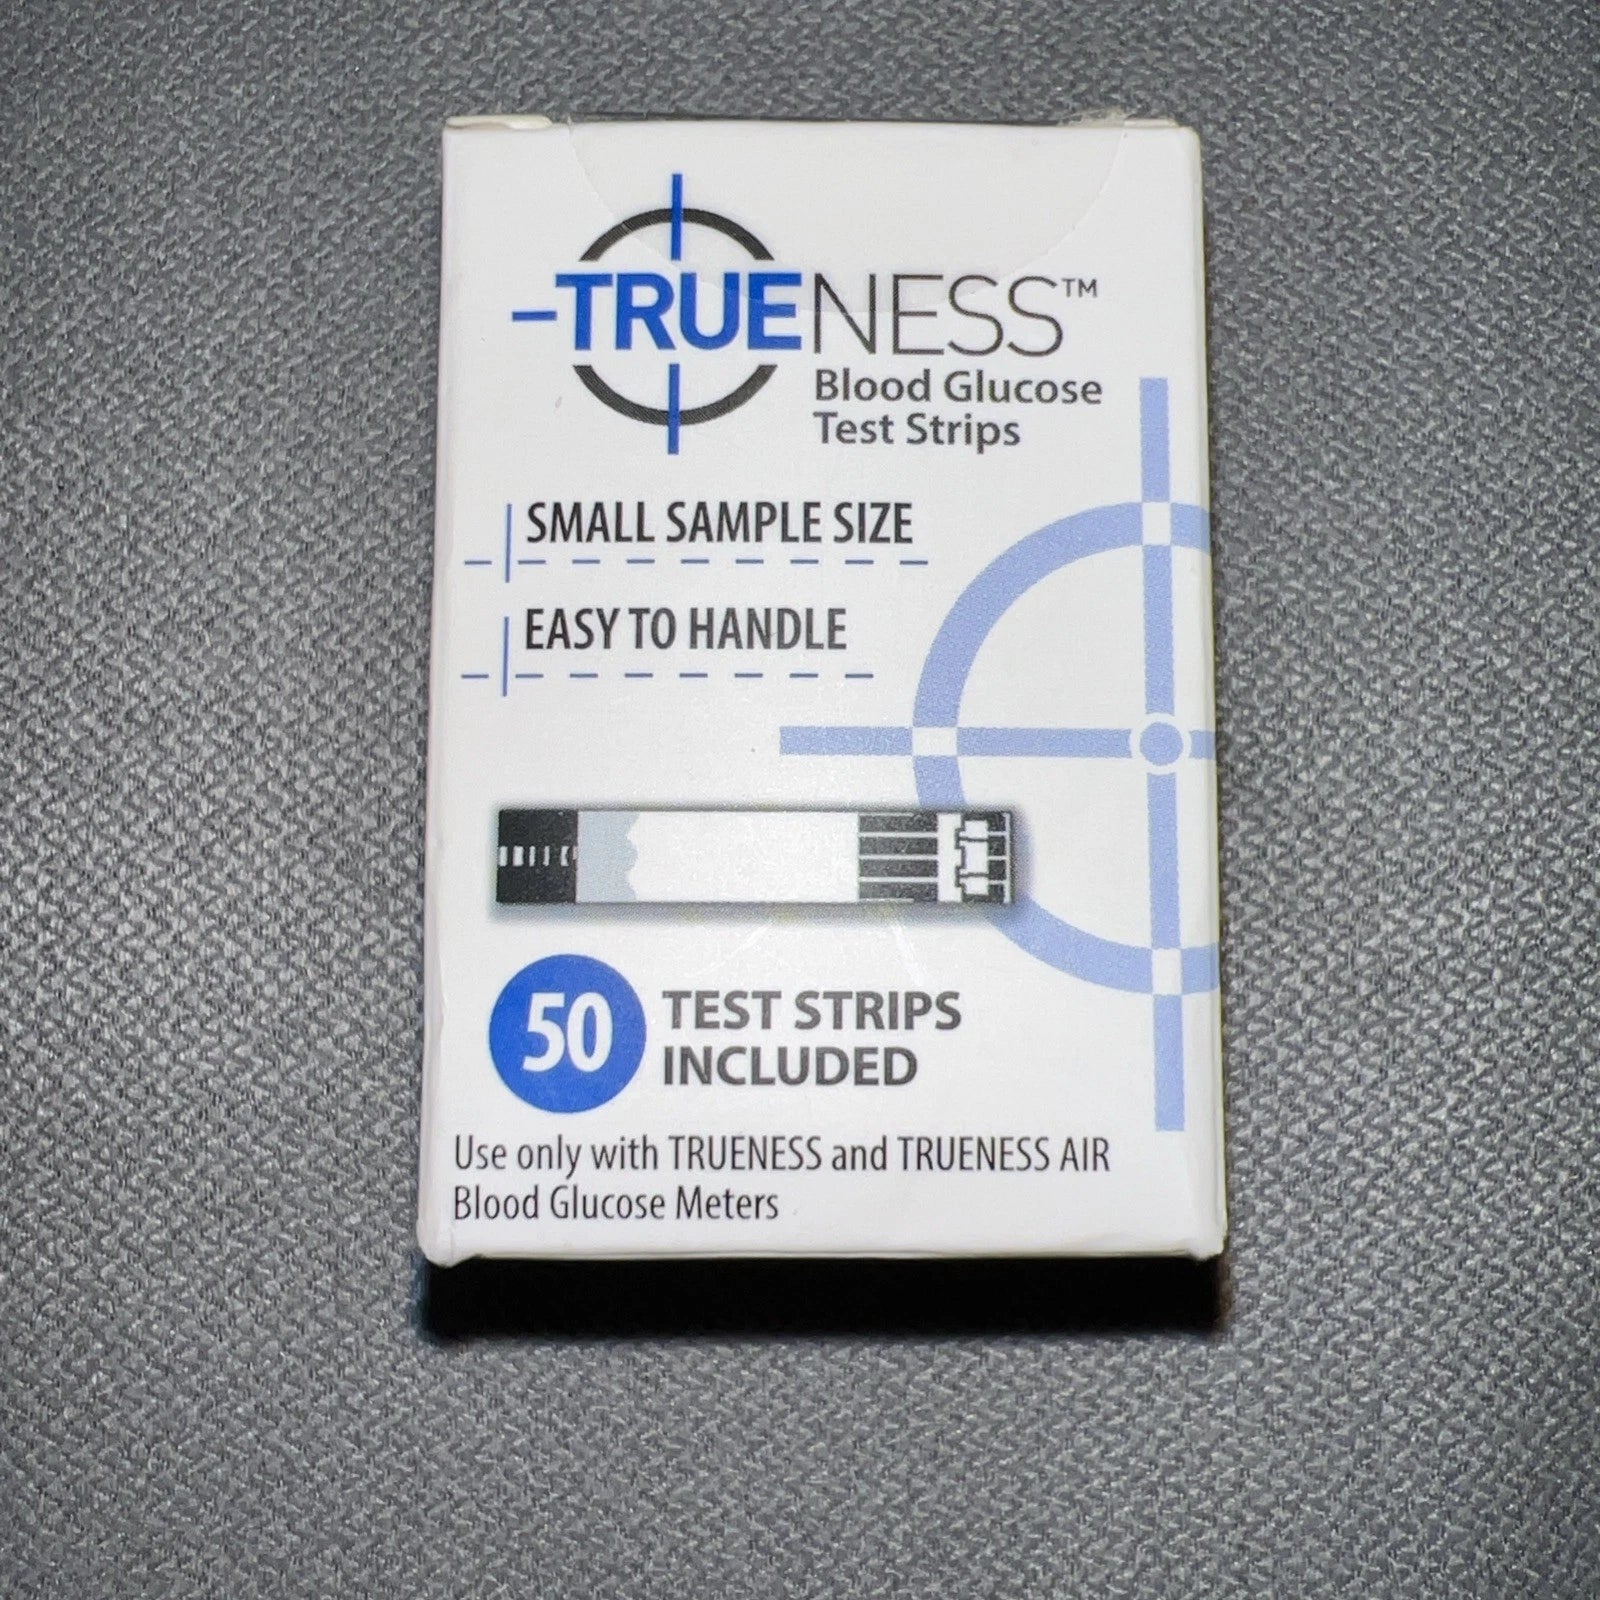 TRUENESS™
Blood Glucose
Test Strips
SMALL SAMPLE SIZE
EASY TO HANDLE
50 TEST STRIPS
INCLUDED
Use only with TRUENESS and TRUENESS AIR
Blood Glucose Meters